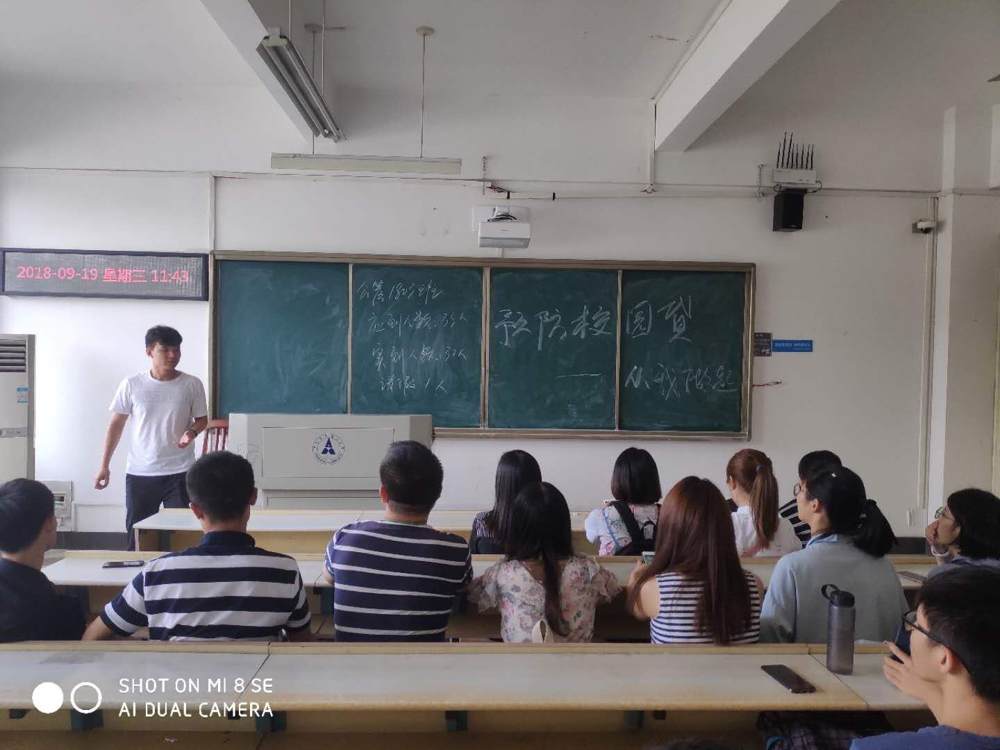 2018-09-19 星期三 11:43
公管1803班
应到人数:33人
实到人数:32人
请假1人
预防校园贷
从我做起
SHOT ON MI 8 SE
AI DUAL CAMERA